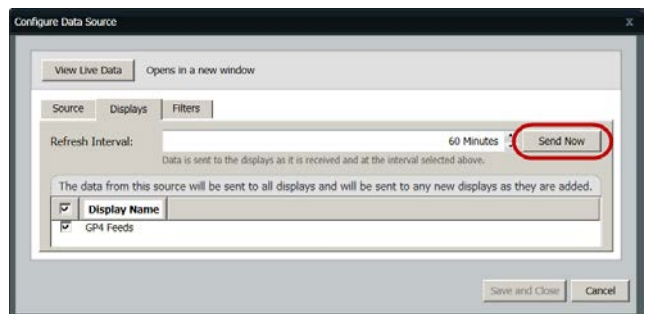 Configure Data Source X
View Live Data Opens in a new window
Source Displays Filters
Refresh Interval: 60 Minutes Send Now
Data is sent to the displays as it is received and at the interval selected above.
The data from this source will be sent to all displays and will be sent to any new displays as they are added.
Display Name
GP4 Feeds
Save and Close Cancel